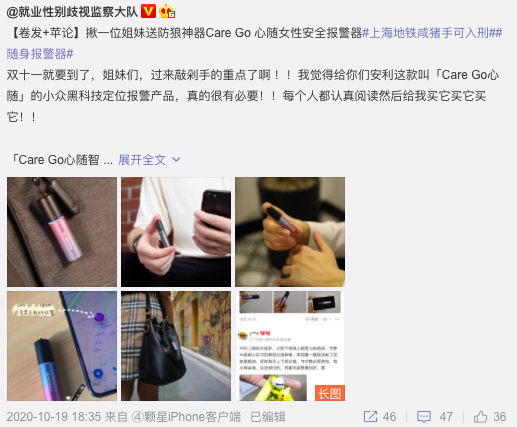 @就业性别歧视监察大队
【卷发+苹论】揪一位姐妹送防狼神器Care Go 心随女性安全报警器#上海地铁咸猪手可入刑##
随身报警器#
双十一就要到了，姐妹们，过来敲剁手的重点了啊！！我觉得给你们安利这款叫「Care Go心
随」的小众黑科技定位报警产品，真的很有必要！！每个人都认真阅读然后给我买它买它买
它！！
「Care Go心随智 ... 展开全文
长图
2020-10-19 18:35 来自 ④颗星iPhone客户端 已编辑
46 47 36